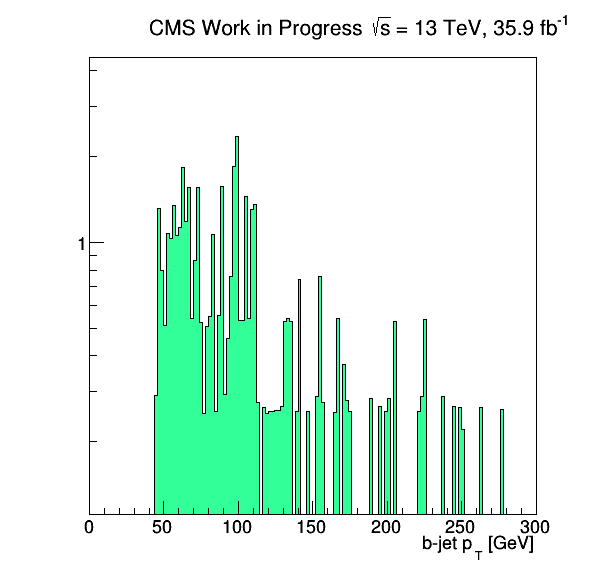 CMS Work in Progress √s = 13 TeV, 35.9 fb⁻¹
1
0 50 100 150 200 250 300
b-jet p_T [GeV]